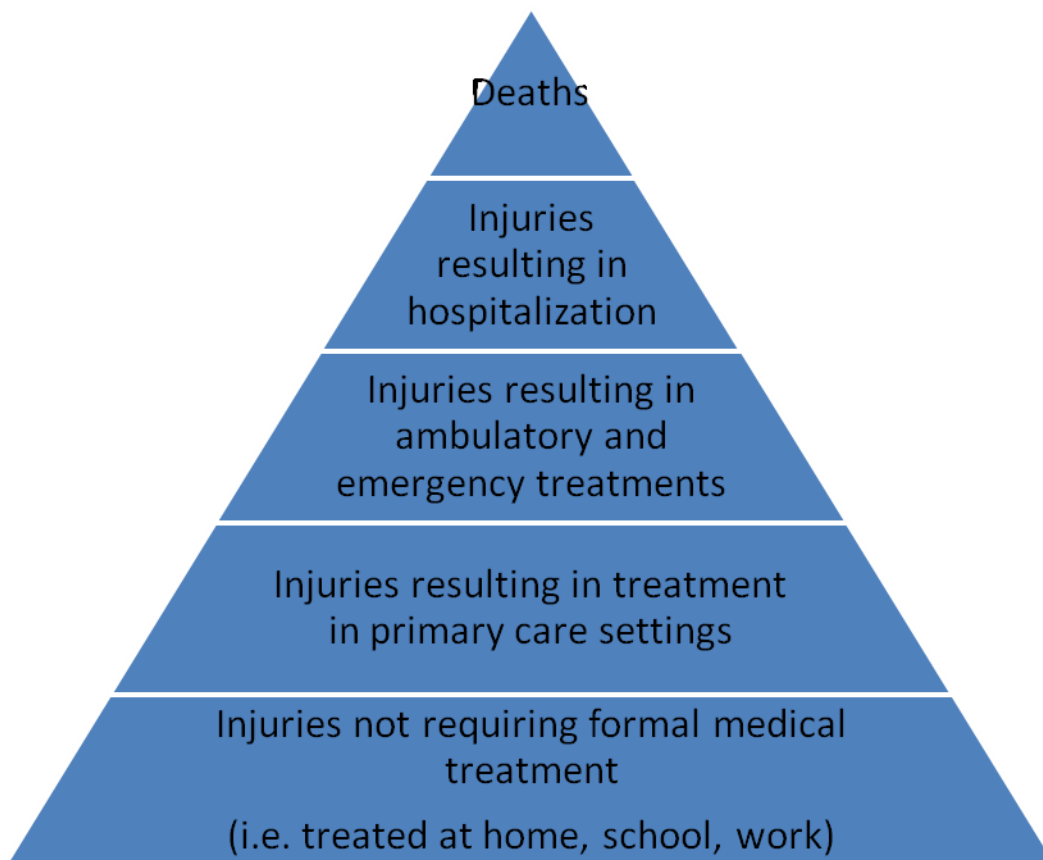 Deaths
Injuries
resulting in
hospitalization
Injuries resulting in
ambulatory and
emergency treatments
Injuries resulting in treatment
in primary care settings
Injuries not requiring formal medical
treatment
(i.e. treated at home, school, work)